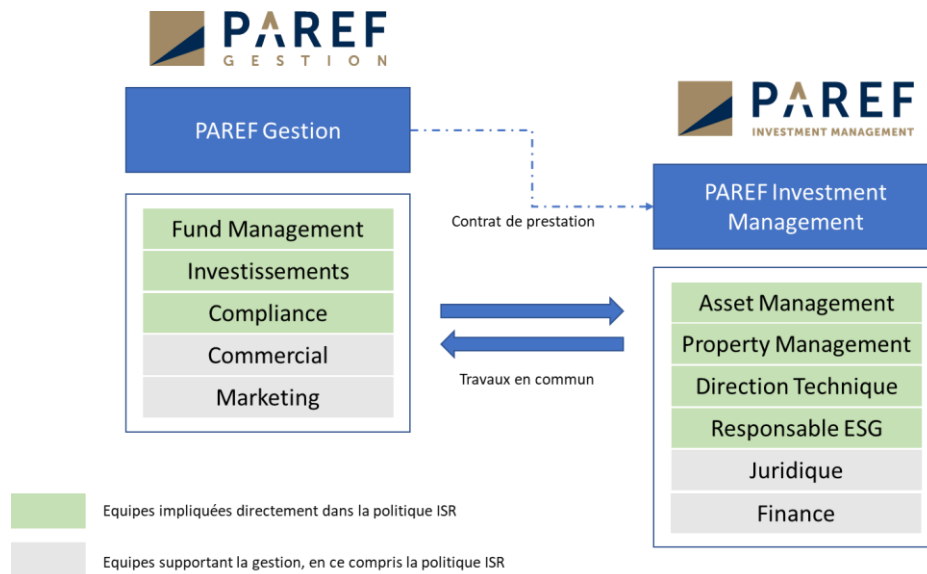 PAREF
GESTION
PAREF Gestion
PAREF
INVESTMENT MANAGEMENT
PAREF Investment
Management
Contrat de prestation
Fund Management
Investissements
Compliance
Commercial
Marketing
Travaux en commun
Asset Management
Property Management
Direction Technique
Responsable ESG
Juridique
Finance
Equipes impliquées directement dans la politique ISR
Equipes supportant la gestion, en ce compris la politique ISR